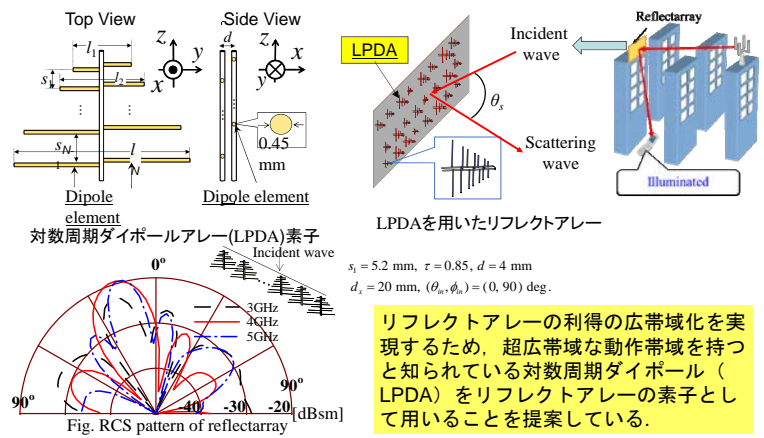 Top View
Side View
l₁
d
z
y
x
z
x
y
s₁
l₂
s_N
l
N
0.45
mm
Dipole
element
Dipole element
対数周期ダイポールアレー(LPDA)素子
LPDA
Incident
wave
θs
Scattering
wave
Reflectarray
Illuminated
LPDAを用いたリフレクトアレー
s₁ = 5.2 mm, τ = 0.85, d = 4 mm
dₓ = 20 mm, (θin, ϕin) = (0, 90) deg.
Incident wave
0º
3GHz
4GHz
5GHz
90º
90º
-40
-30
-20
[dBsm]
Fig. RCS pattern of reflectarray
リフレクトアレーの利得の広帯域化を実
現するため，超広帯域な動作帯域を持つ
と知られている対数周期ダイポール（
LPDA）をリフレクトアレーの素子とし
て用いることを提案している．